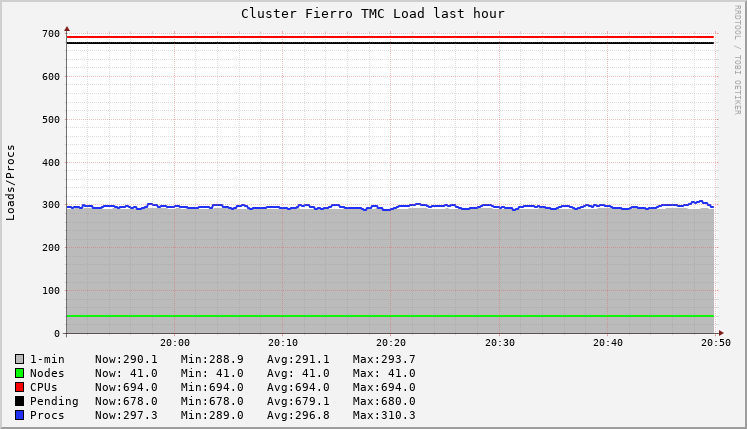 Cluster Fierro TMC Load last hour
RRDTOOL / TOBI OETIKER
Loads/Procs
700
600
500
400
300
200
100
0
20:00 20:10 20:20 20:30 20:40 20:50
1-min Now:290.1 Min:288.9 Avg:291.1 Max:293.7
Nodes Now: 41.0 Min: 41.0 Avg: 41.0 Max: 41.0
CPUs Now:694.0 Min:694.0 Avg:694.0 Max:694.0
Pending Now:678.0 Min:678.0 Avg:679.1 Max:680.0
Procs Now:297.3 Min:289.0 Avg:296.8 Max:310.3